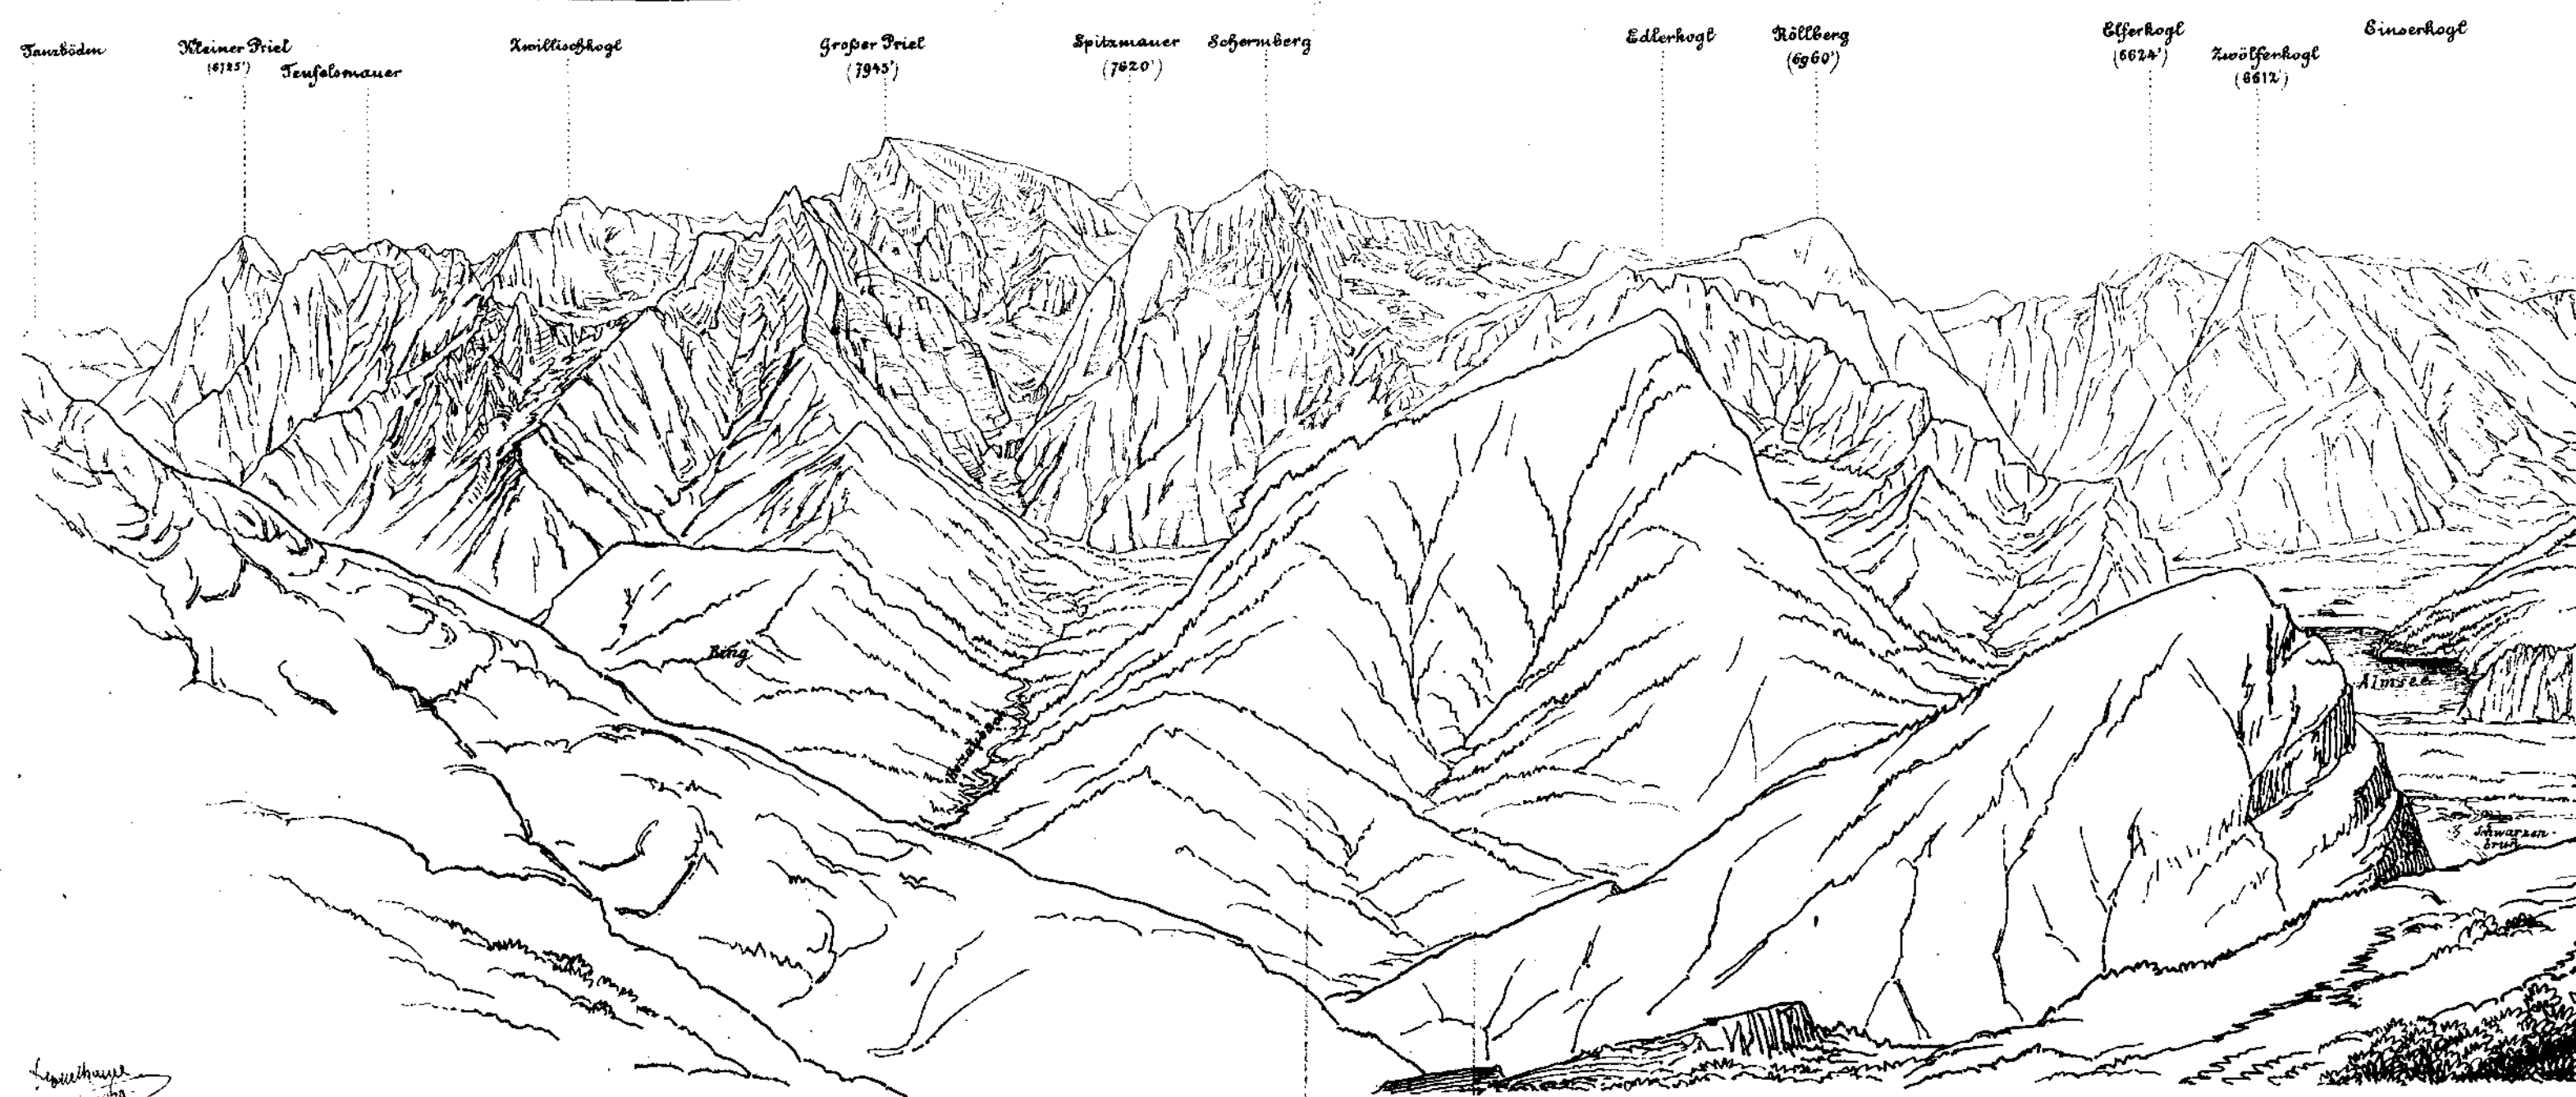 Tanzböden
Kleiner Priel
(6725')
Teufelsmauer
Zwillingskogl
Großer Priel
(7945')
Spitzmauer
(7620')
Schermberg
Edlerkogl
Röllberg
(6960')
Elferkogl
(6624')
Zwölferkogl
(6612')
Einserkogl
Ring
Almsee
Schwarzen-
brun